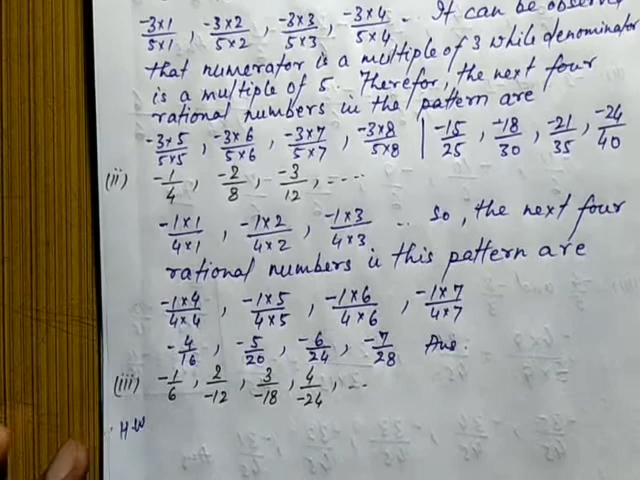 -3×1/5×1, -3×2/5×2, -3×3/5×3, -3×4/5×4 .. It can be observed
that numerator is a multiple of 3 while denominator
is a multiple of 5. Therefor, the next four
rational numbers in the pattern are
-3×5/5×5, -3×6/5×6, -3×7/5×7, -3×8/5×8 | -15/25, -18/30, -21/35, -24/40
(ii) -1/4, -2/8, -3/12, ....
-1×1/4×1, -1×2/4×2, -1×3/4×3 .. So, the next four
rational numbers in this pattern are
-1×4/4×4, -1×5/4×5, -1×6/4×6, -1×7/4×7
-4/16, -5/20, -6/24, -7/28 Ans.
(iii) -1/6, 2/-12, 3/-18, 4/-24, ...
H.W